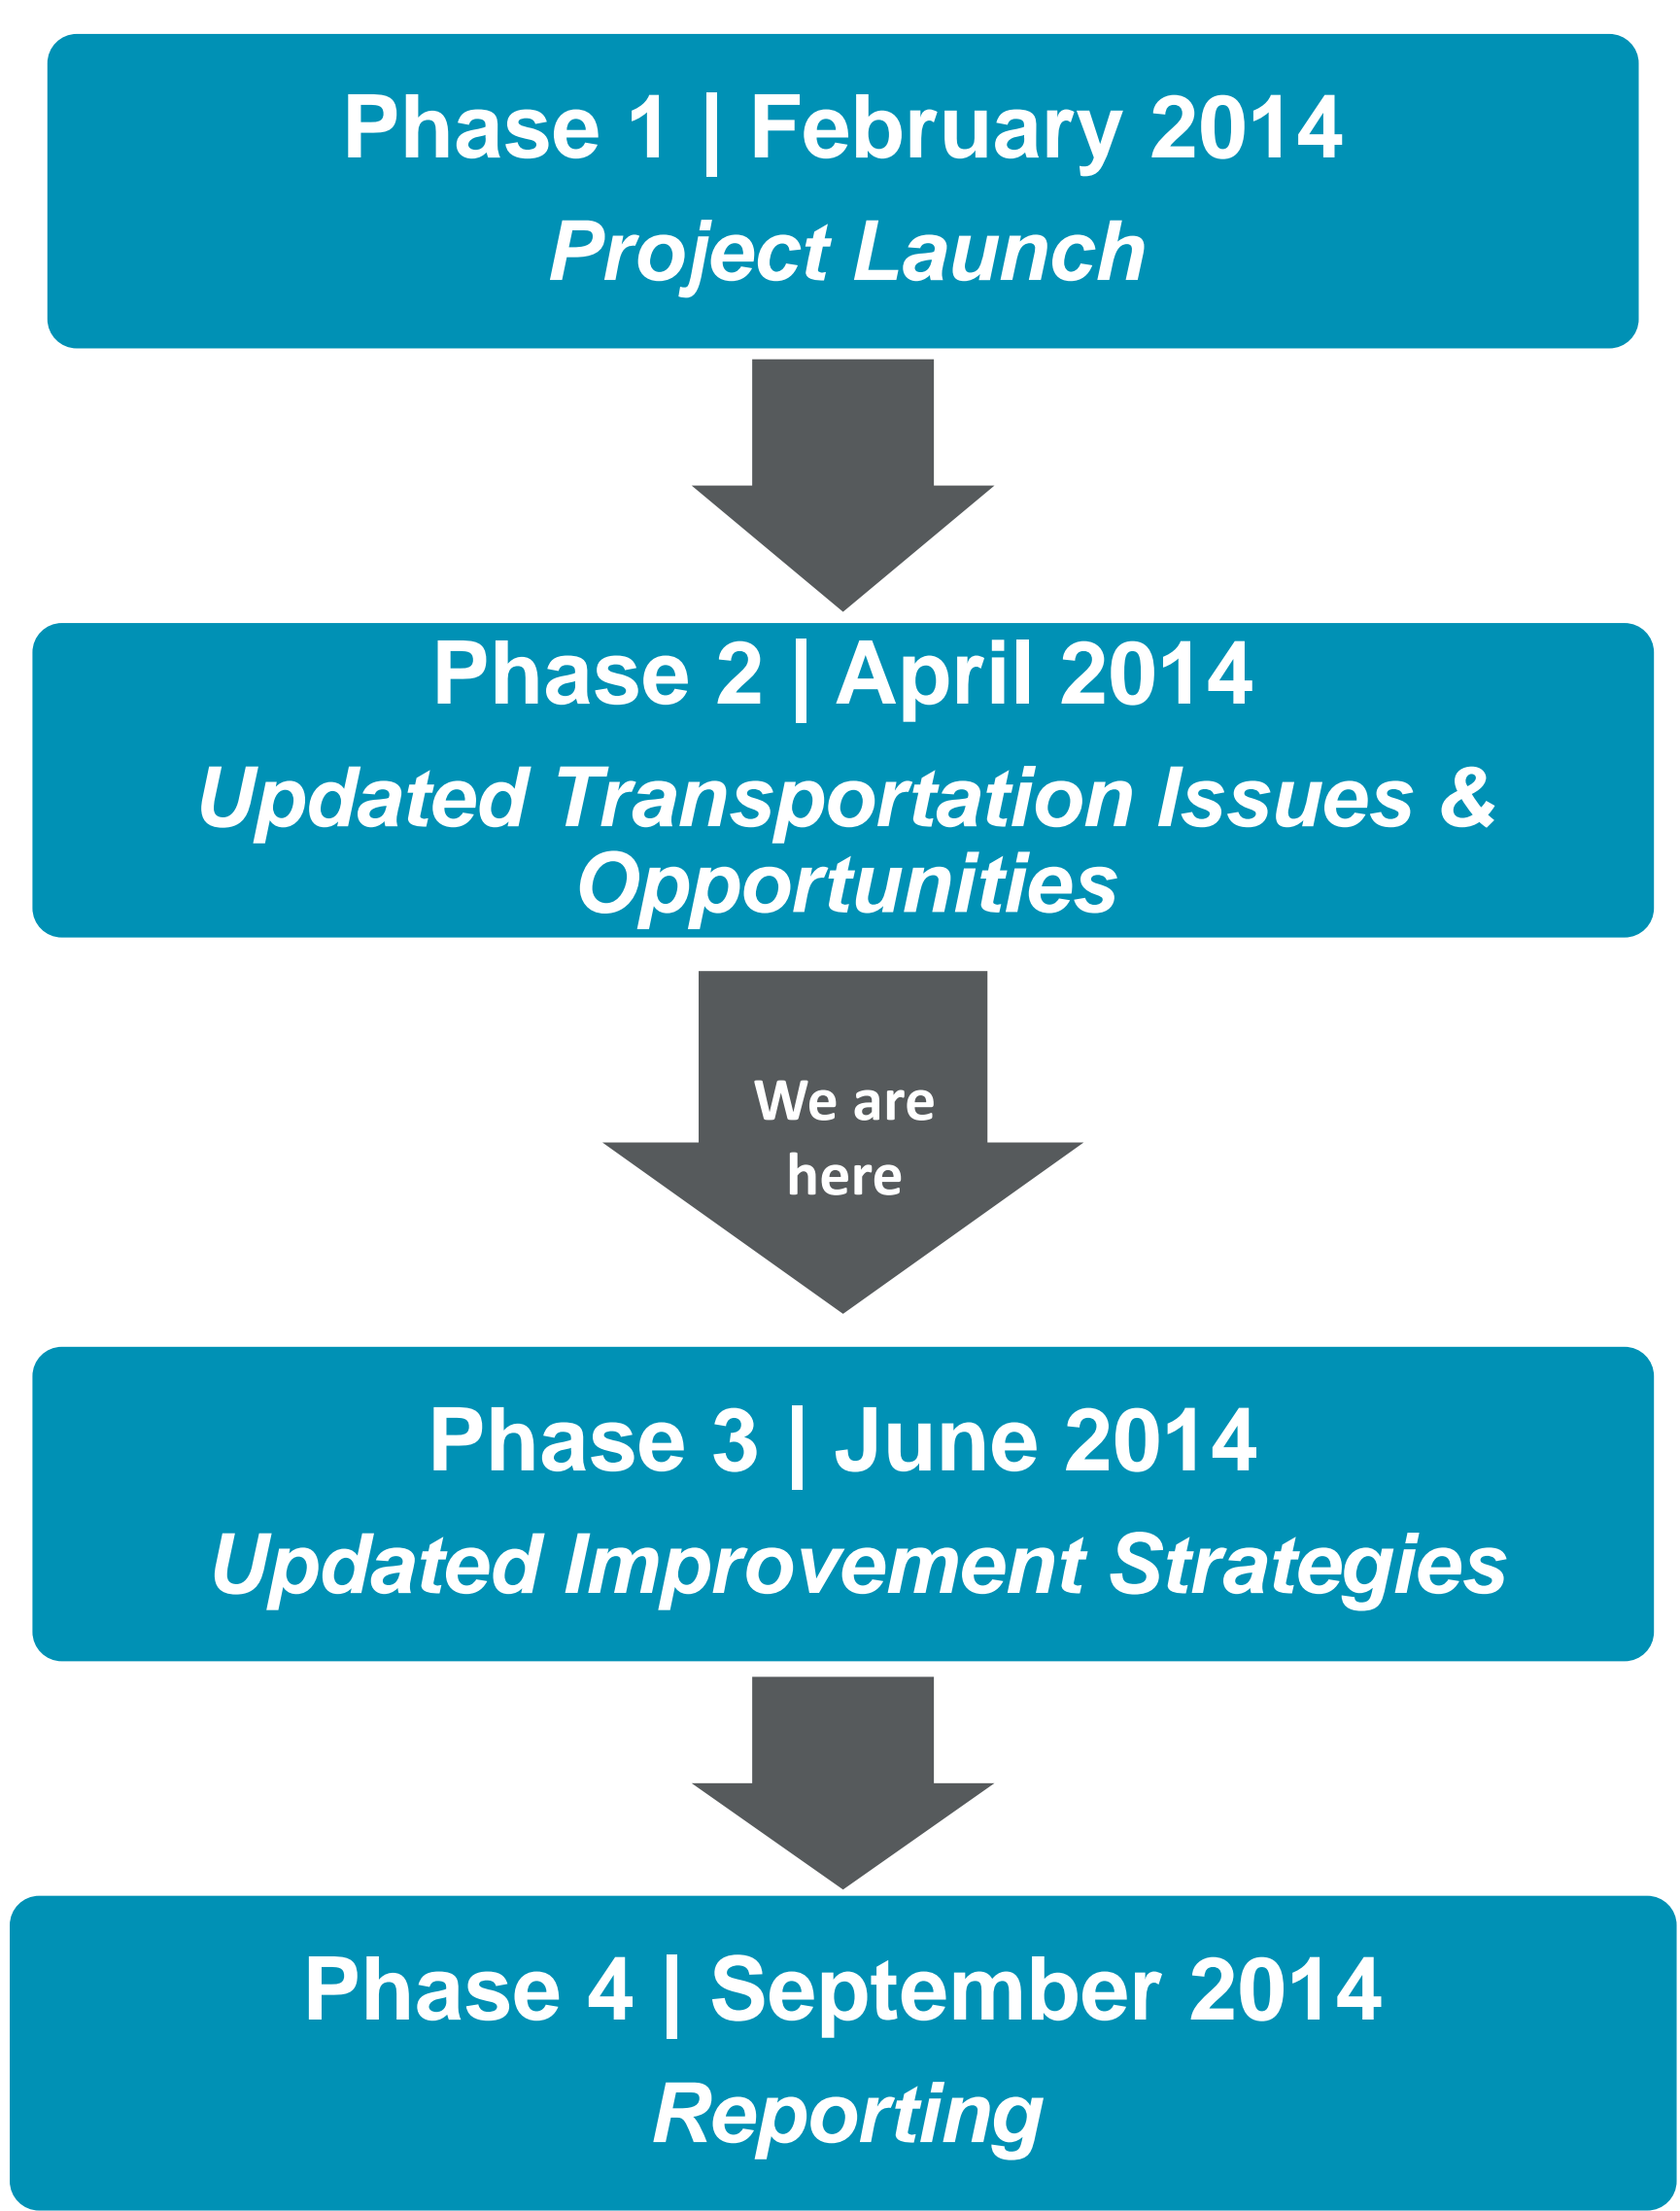 Phase 1 | February 2014
Project Launch
Phase 2 | April 2014
Updated Transportation Issues &
Opportunities
We are
here
Phase 3 | June 2014
Updated Improvement Strategies
Phase 4 | September 2014
Reporting